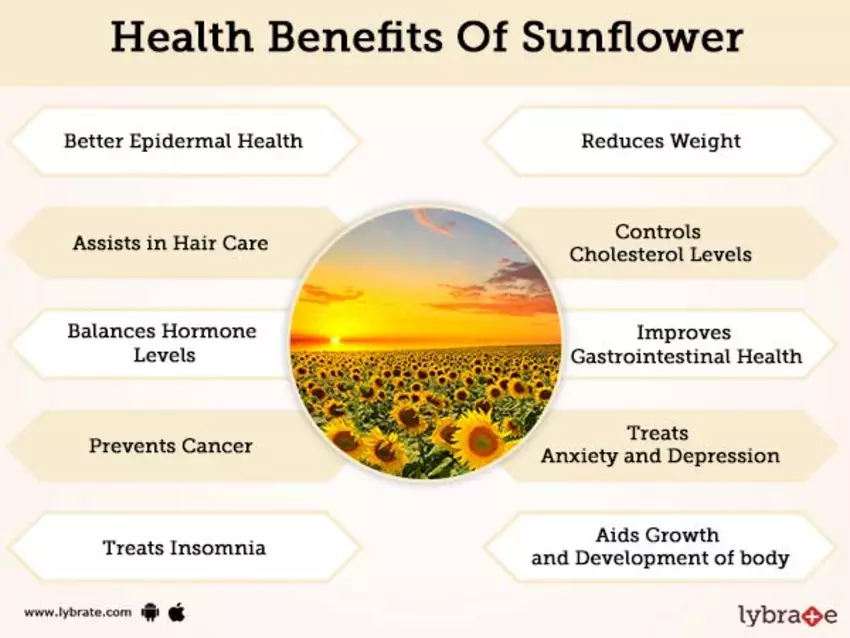 Health Benefits Of Sunflower
Better Epidermal Health
Reduces Weight
Assists in Hair Care
Controls
Cholesterol Levels
Balances Hormone
Levels
Improves
Gastrointestinal Health
Prevents Cancer
Treats
Anxiety and Depression
Treats Insomnia
Aids Growth
and Development of body
www.lybrate.com
lybrate